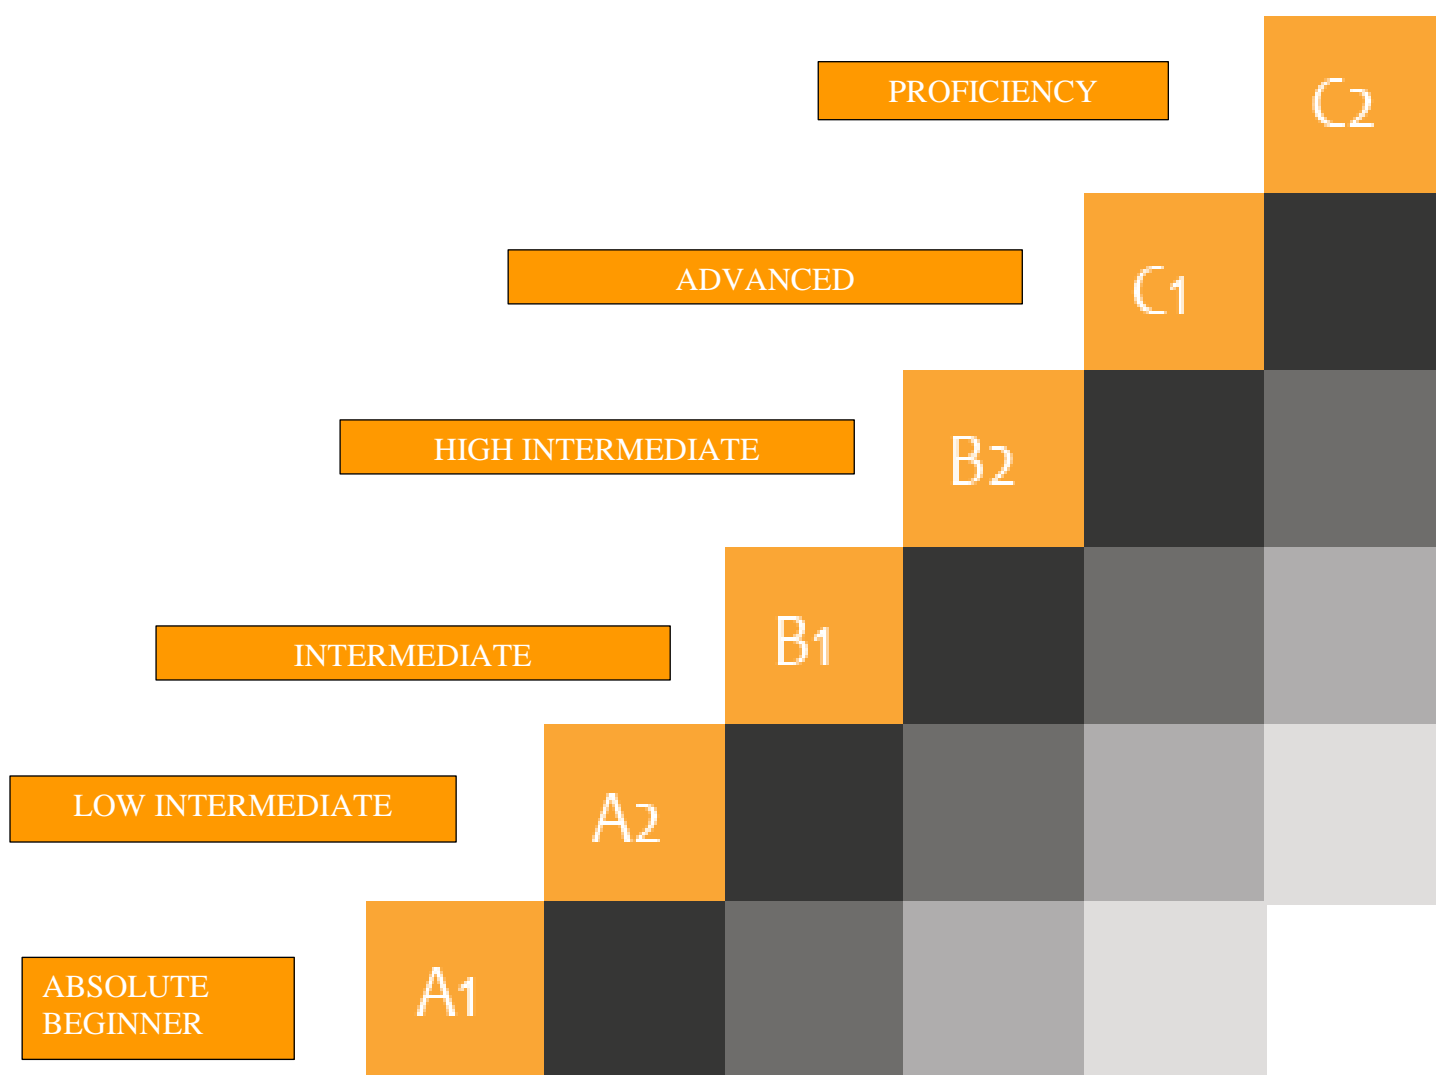 PROFICIENCY
C2
ADVANCED
C1
HIGH INTERMEDIATE
B2
INTERMEDIATE
B1
LOW INTERMEDIATE
A2
ABSOLUTE
BEGINNER
A1